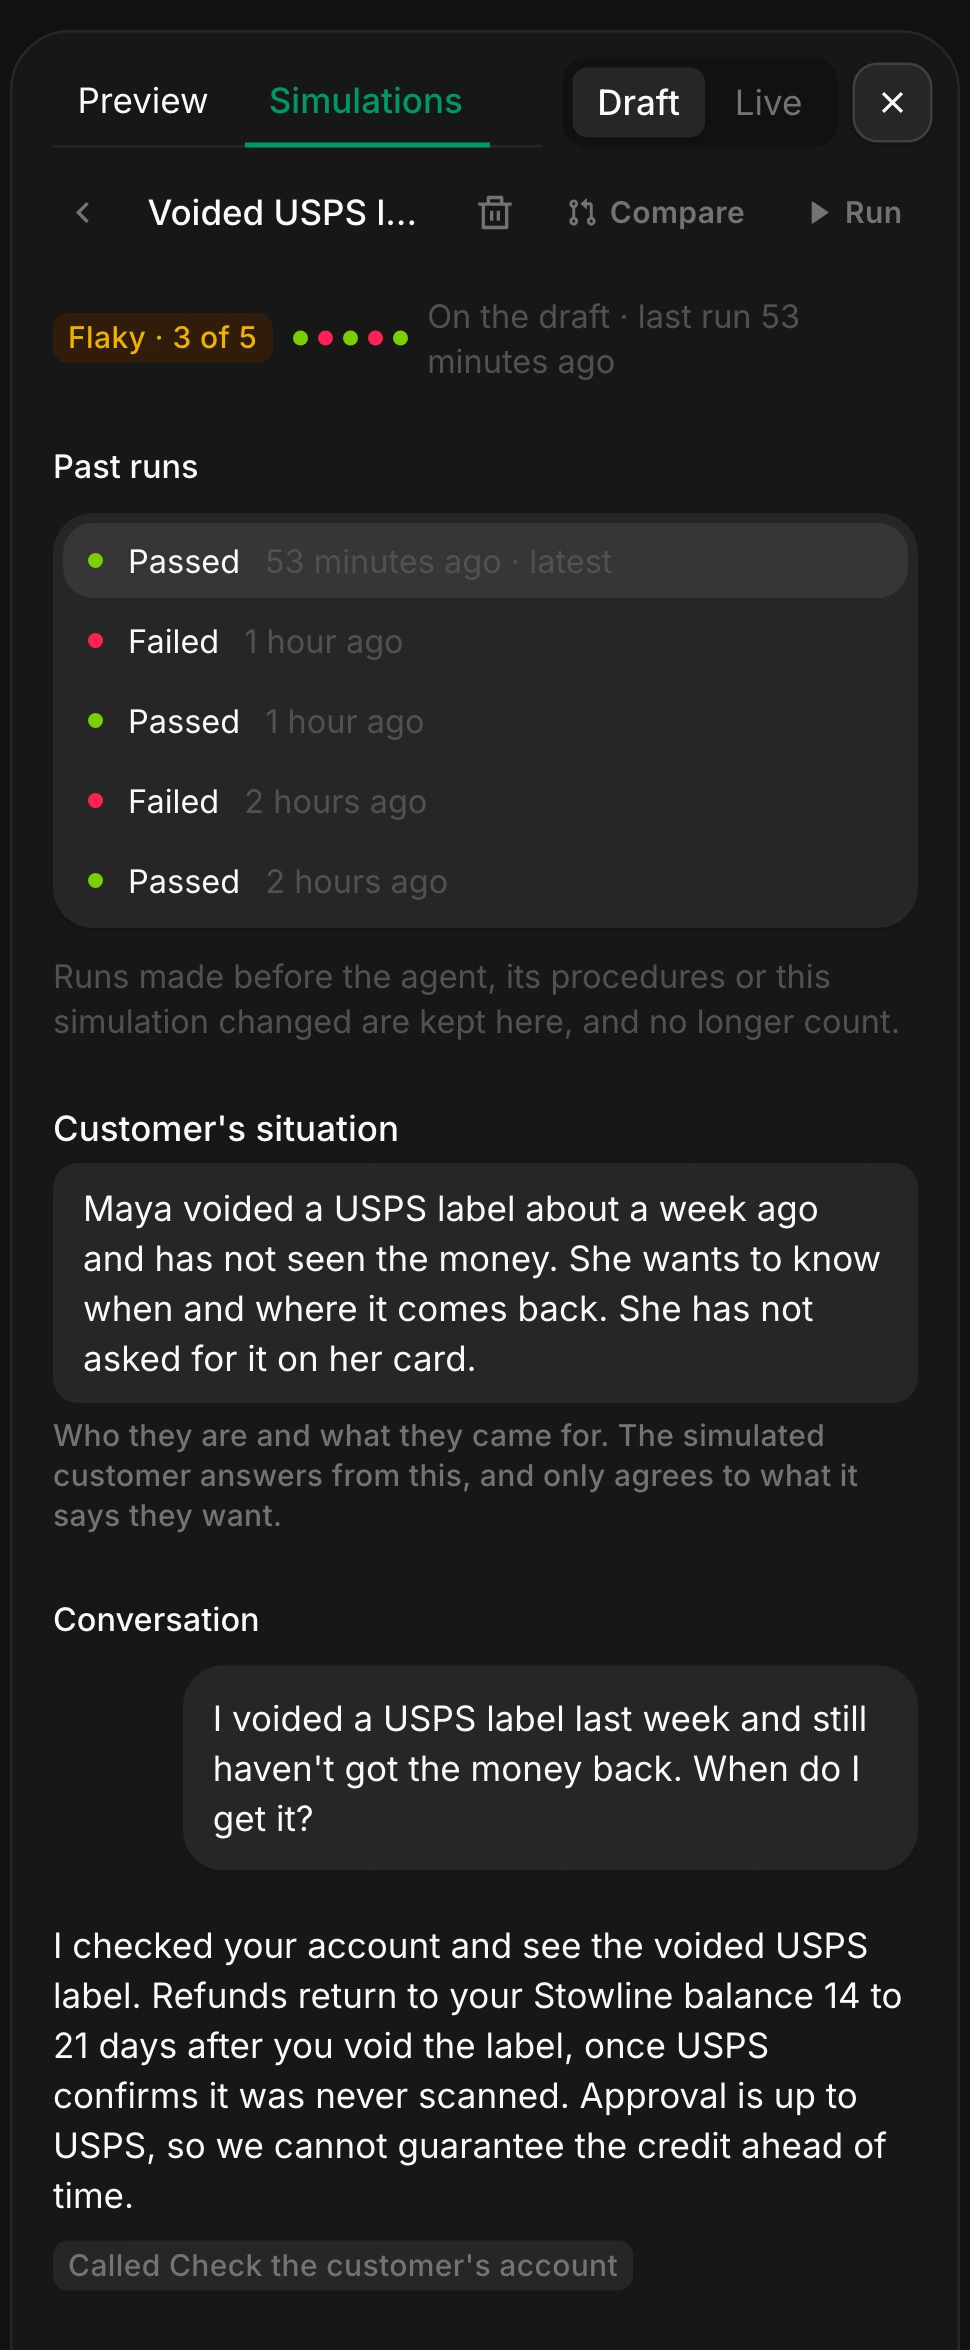 Preview
Simulations
Draft
Live
Voided USPS l...
Compare
Run
Flaky · 3 of 5
On the draft · last run 53
minutes ago
Past runs
Passed 53 minutes ago · latest
Failed 1 hour ago
Passed 1 hour ago
Failed 2 hours ago
Passed 2 hours ago
Runs made before the agent, its procedures or this
simulation changed are kept here, and no longer count.
Customer's situation
Maya voided a USPS label about a week ago
and has not seen the money. She wants to know
when and where it comes back. She has not
asked for it on her card.
Who they are and what they came for. The simulated
customer answers from this, and only agrees to what it
says they want.
Conversation
I voided a USPS label last week and still
haven't got the money back. When do I
get it?
I checked your account and see the voided USPS
label. Refunds return to your Stowline balance 14 to
21 days after you void the label, once USPS
confirms it was never scanned. Approval is up to
USPS, so we cannot guarantee the credit ahead of
time.
Called Check the customer's account